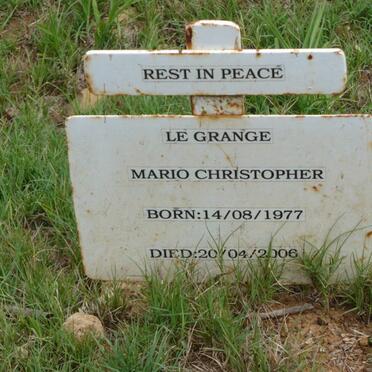 REST IN PEACE
LE GRANGE
MARIO CHRISTOPHER
BORN:14/08/1977
DIED:20/04/2006